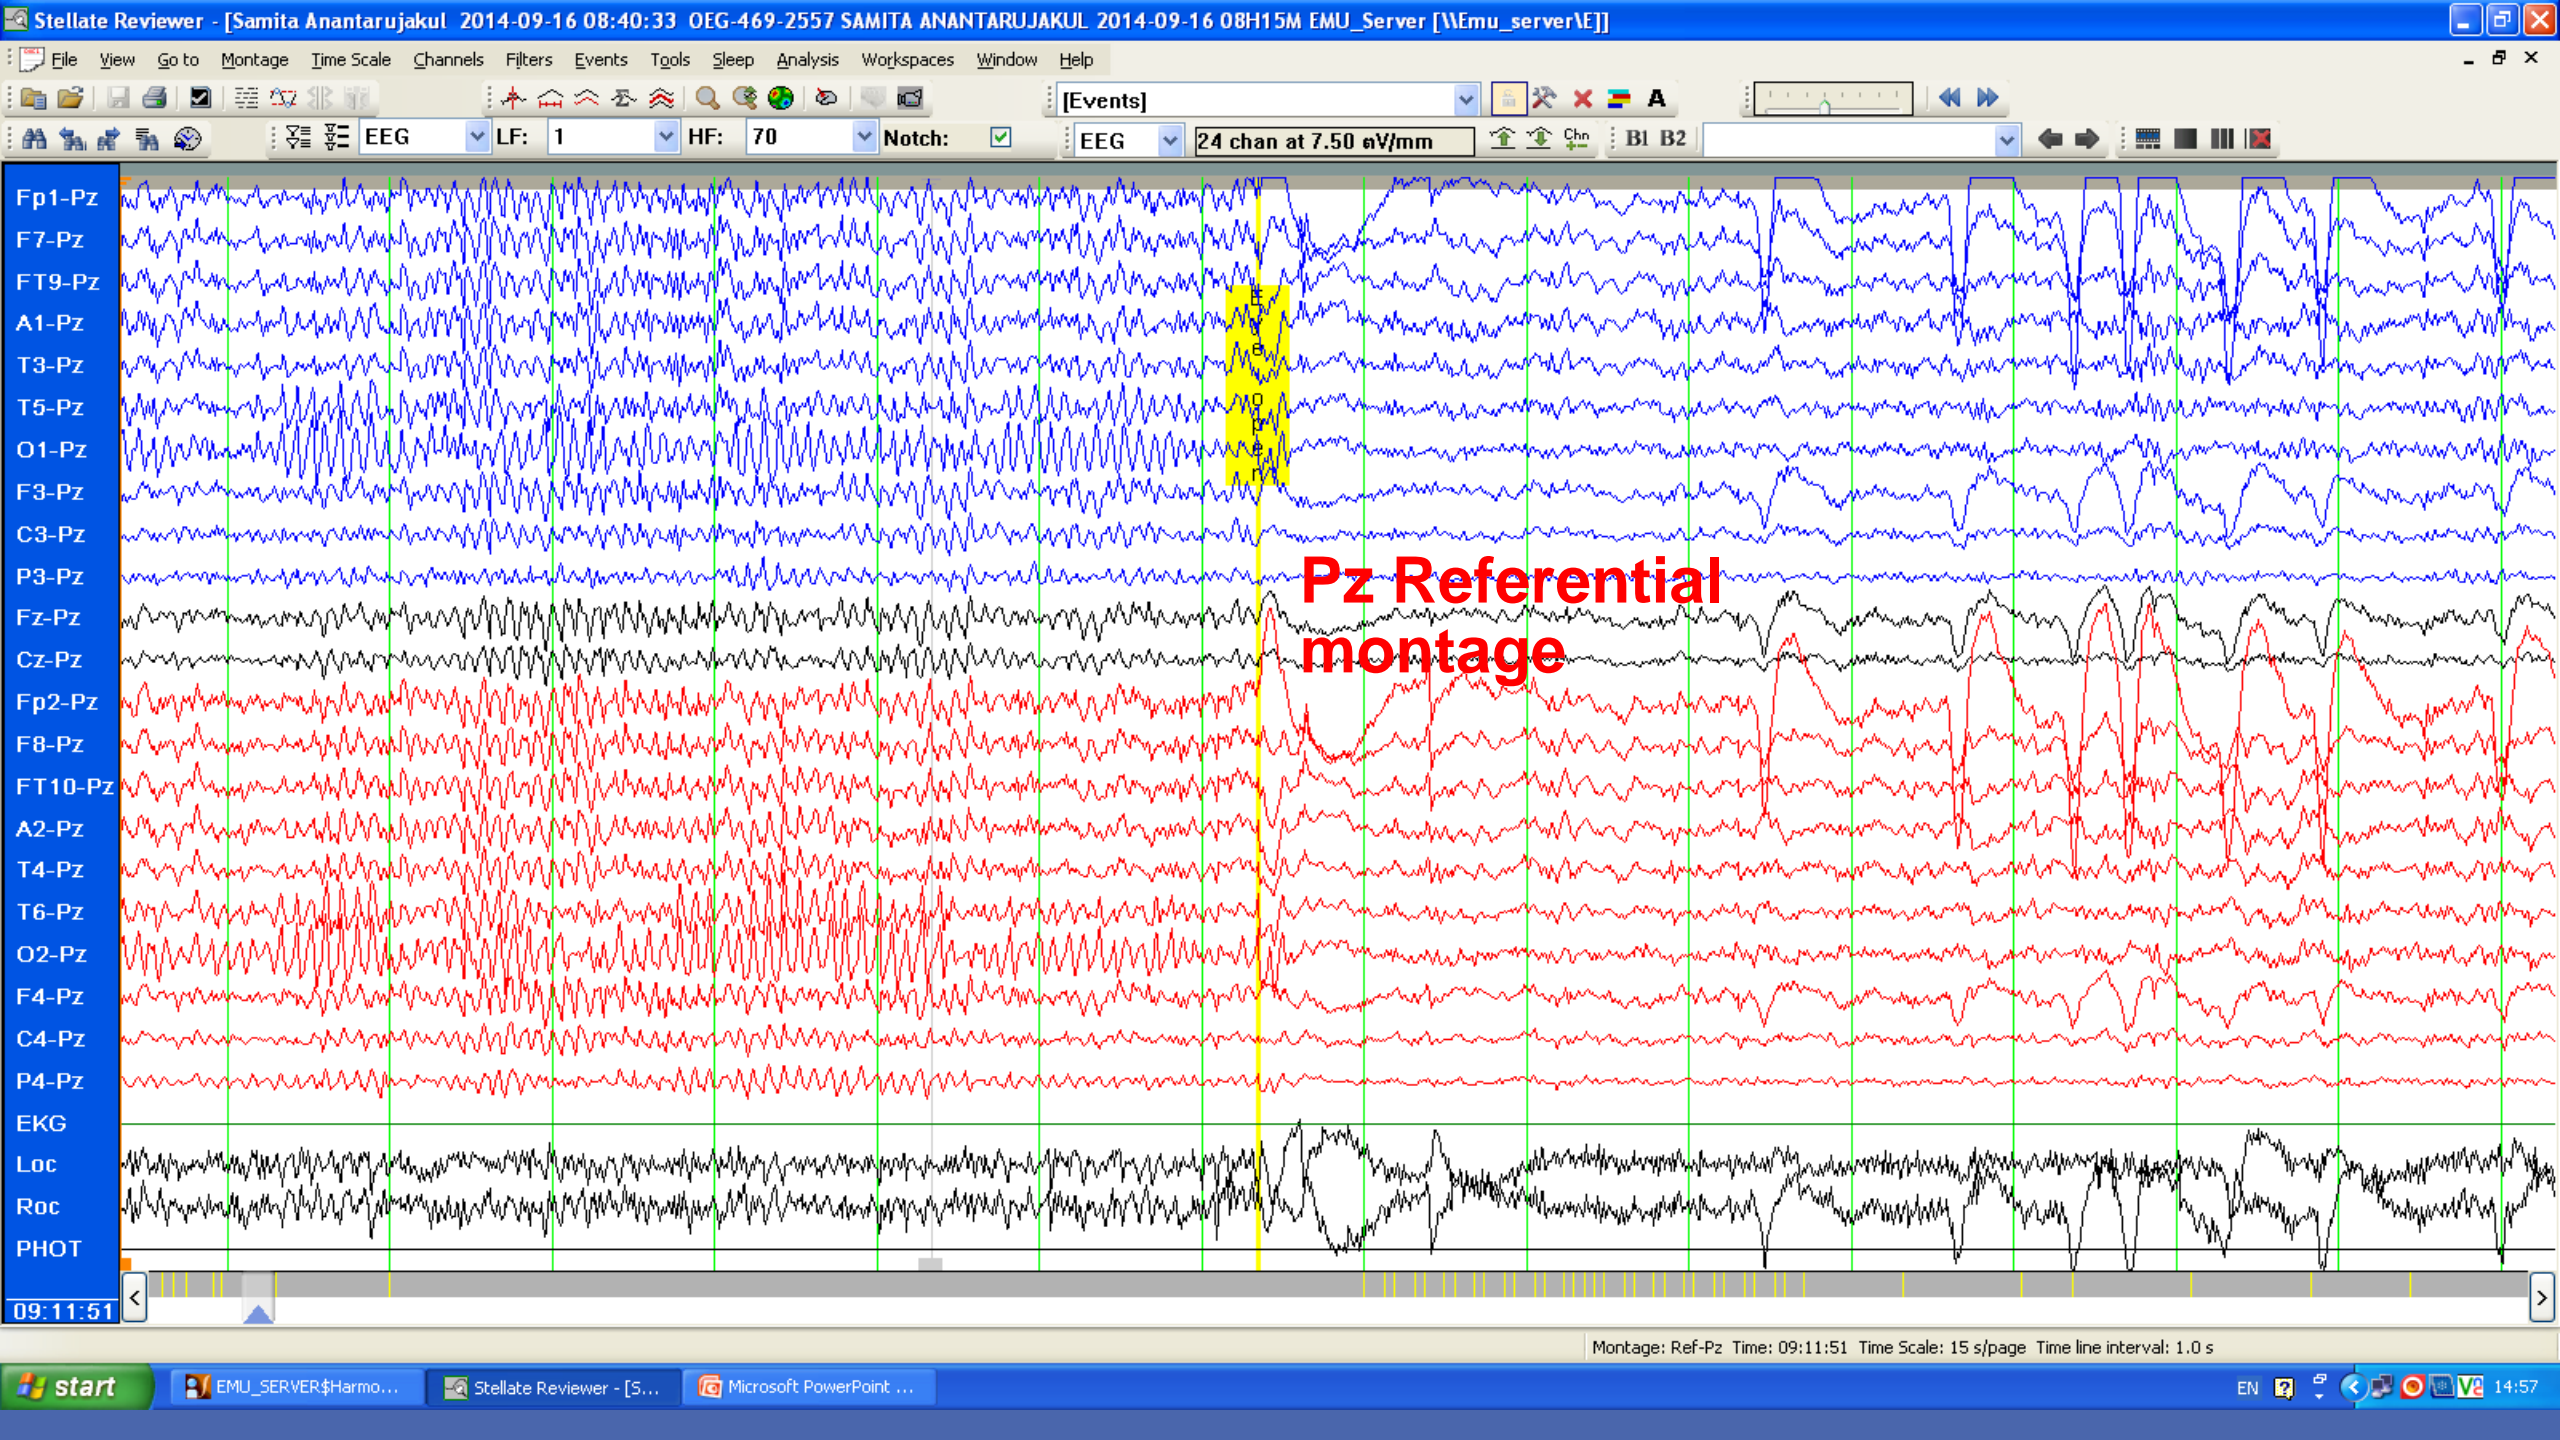 Stellate Reviewer - [Samita Anantarujakul 2014-09-16 08:40:33 OEG-469-2557 SAMITA ANANTARUJAKUL 2014-09-16 08H15M EMU_Server [\\Emu_server\E]]
File View Go to Montage Time Scale Channels Filters Events Tools Sleep Analysis Workspaces Window Help
[Events] A
EEG LF: 1 HF: 70 Notch: EEG 24 chan at 7.50 øV/mm Chn B1 B2
Fp1-Pz
F7-Pz
FT9-Pz
A1-Pz
T3-Pz
T5-Pz
O1-Pz
F3-Pz
C3-Pz
P3-Pz
Fz-Pz
Cz-Pz
Fp2-Pz
F8-Pz
FT10-Pz
A2-Pz
T4-Pz
T6-Pz
O2-Pz
F4-Pz
C4-Pz
P4-Pz
EKG
Loc
Roc
PHOT
Pz Referential
montage
09:11:51
Montage: Ref-Pz Time: 09:11:51 Time Scale: 15 s/page Time line interval: 1.0 s
start EMU_SERVER$Harmo... Stellate Reviewer - [S... Microsoft PowerPoint ... EN 14:57